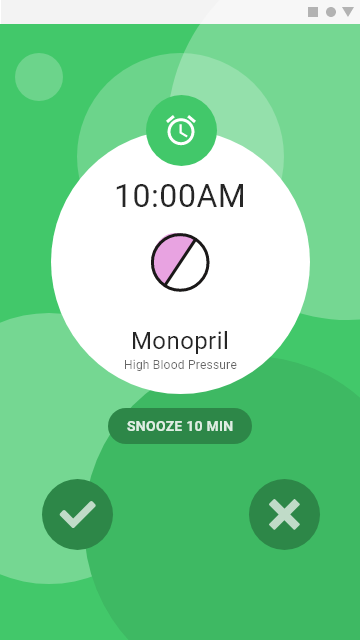 10:00AM
Monopril
High Blood Pressure
SNOOZE 10 MIN